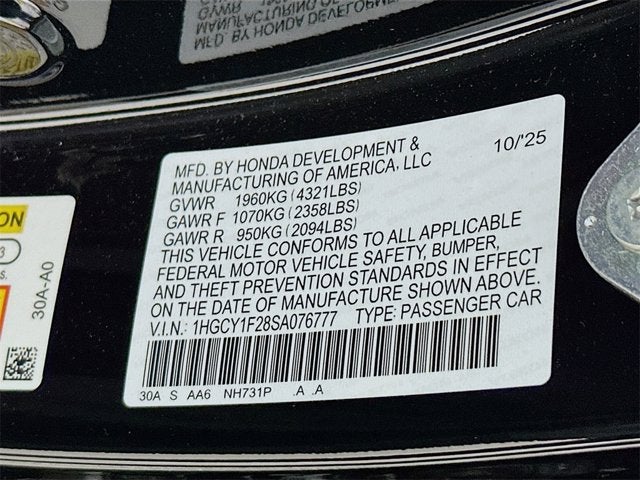 MFD. BY HONDA DEVELOPMENT & 10/'25
MANUFACTURING OF AMERICA, LLC
GVWR 1960KG (4321LBS)
GAWR F 1070KG (2358LBS)
GAWR R 950KG (2094LBS)
THIS VEHICLE CONFORMS TO ALL APPLICABLE
FEDERAL MOTOR VEHICLE SAFETY, BUMPER,
AND THEFT PREVENTION STANDARDS IN EFFECT
ON THE DATE OF MANUFACTURE SHOWN ABOVE.
V.I.N.: 1HGCY1F28SA076777 TYPE: PASSENGER CAR
30A S AA6 NH731P .A .A
30A-A0